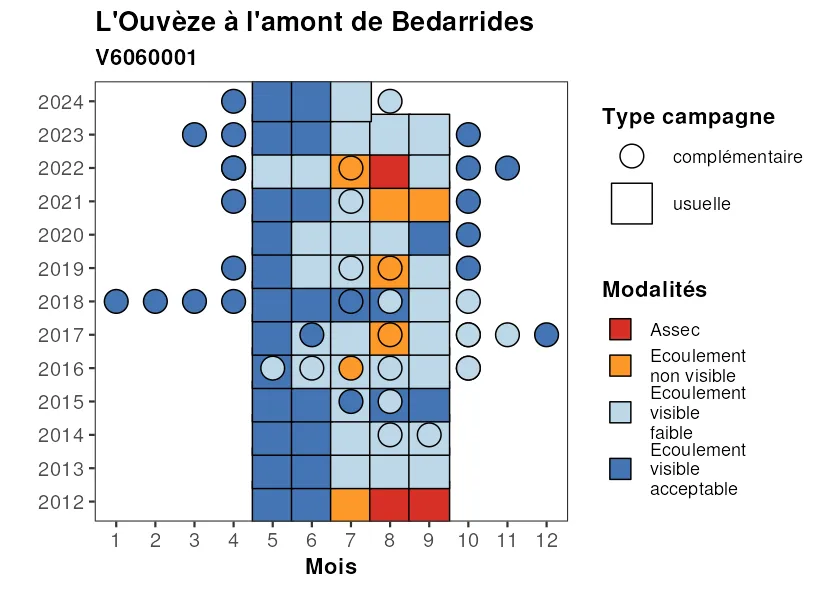 L'Ouvèze à l'amont de Bedarrides
V6060001
2024
2023
2022
2021
2020
2019
2018
2017
2016
2015
2014
2013
2012
1 2 3 4 5 6 7 8 9 10 11 12
Mois
Type campagne
complémentaire
usuelle
Modalités
Assec
Ecoulement
non visible
Ecoulement
visible
faible
Ecoulement
visible
acceptable